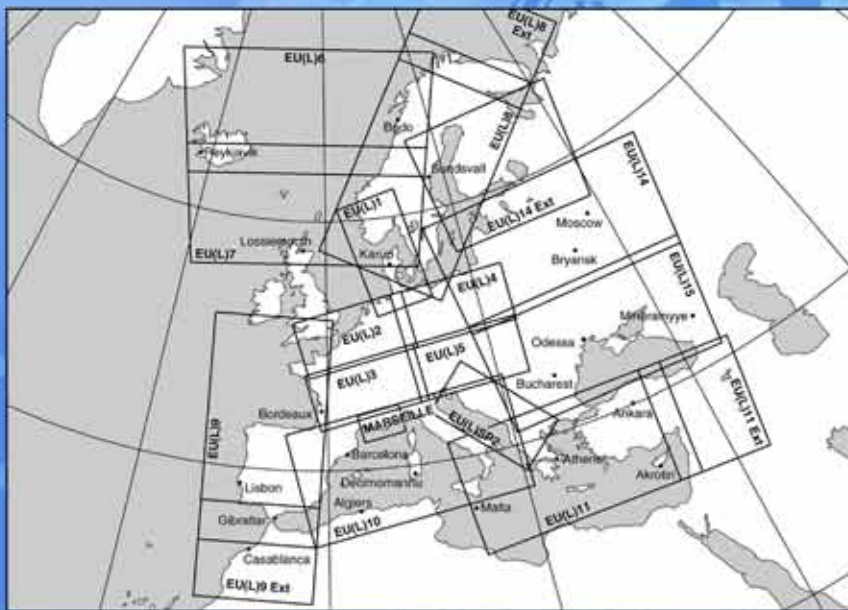 EU(L)8
Ext
EU(L)6
Bodo
EU(L)8
Reykjavik
Sundsvall
EU(L)14
EU(L)1
EU(L)14 Ext
Moscow
Lossiemouth
EU(L)7
Karup
Bryansk
EU(L)4
EU(L)15
EU(L)2
Mineralnyye
Odessa
EU(L)5
EU(L)3
Bucharest
EU(L)9
Bordeaux
MARSEILLE
EU(L)SP2
Ankara
EU(L)11 Ext
Barcelona
Athens
Decimomannu
Akrotiri
Lisbon
Algiers
Malta
Gibraltar
EU(L)10
EU(L)11
Casablanca
EU(L)9 Ext